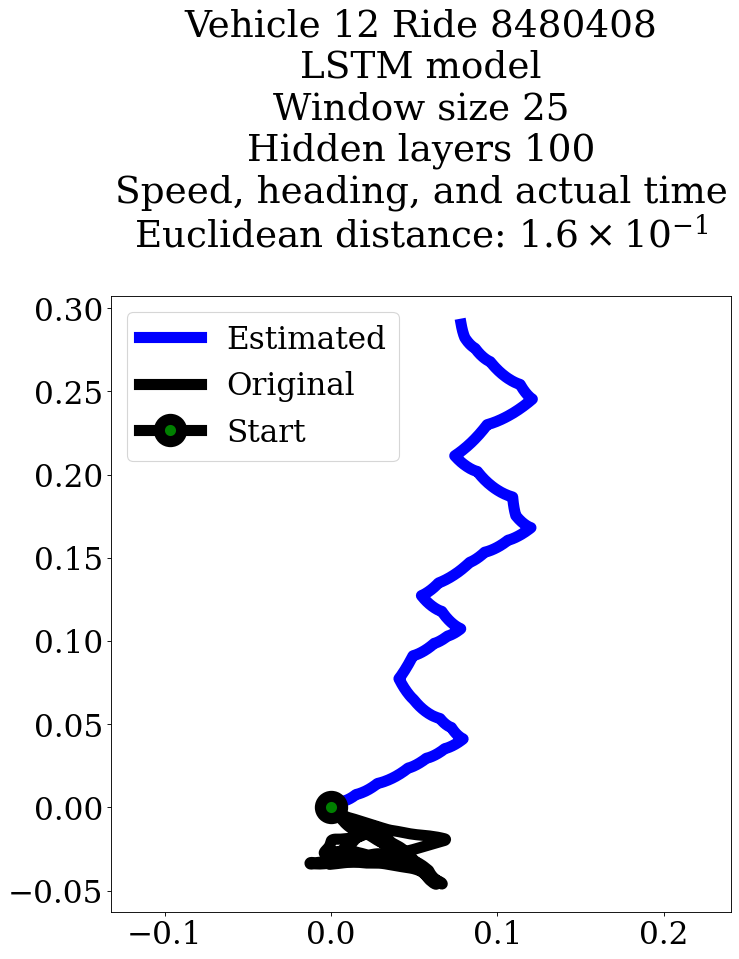 Vehicle 12 Ride 8480408
LSTM model
Window size 25
Hidden layers 100
Speed, heading, and actual time
Euclidean distance: 1.6 × 10⁻¹
Estimated
Original
Start
0.30
0.25
0.20
0.15
0.10
0.05
0.00
−0.05
−0.1 0.0 0.1 0.2